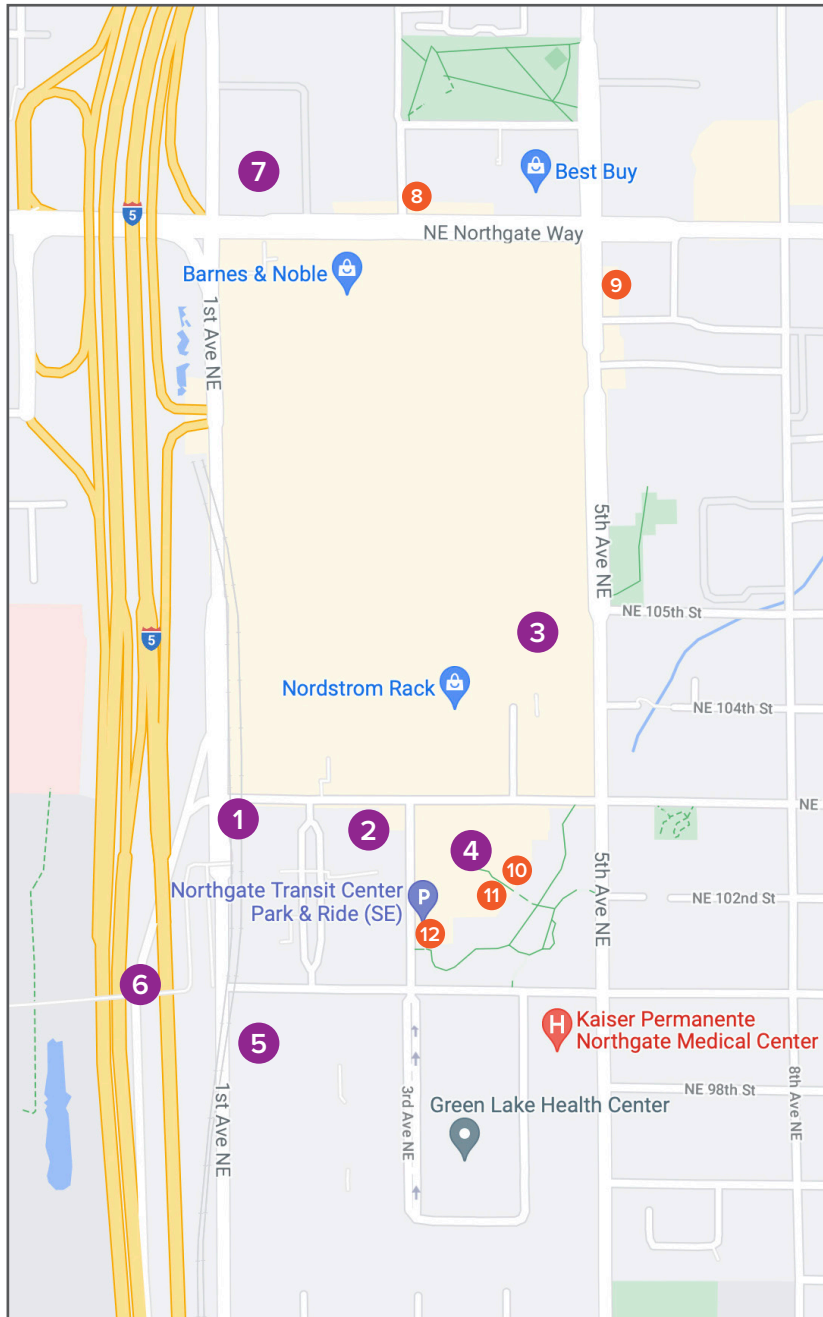 7
Best Buy
8
5
NE Northgate Way
Barnes & Noble
9
1st Ave NE
5th Ave NE
NE 105th St
3
5
Nordstrom Rack
NE 104th St
1
2
NE
4
10
Northgate Transit Center
Park & Ride (SE)
P
11
5th Ave NE
NE 102nd St
12
6
H
Kaiser Permanente
Northgate Medical Center
5
1st Ave NE
3rd Ave NE
NE 98th St
8th Ave NE
Green Lake Health Center